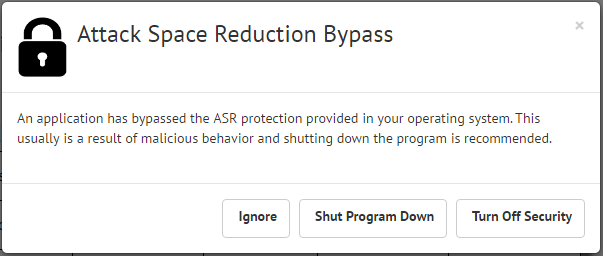 Attack Space Reduction Bypass
×
An application has bypassed the ASR protection provided in your operating system. This
usually is a result of malicious behavior and shutting down the program is recommended.
Ignore Shut Program Down Turn Off Security